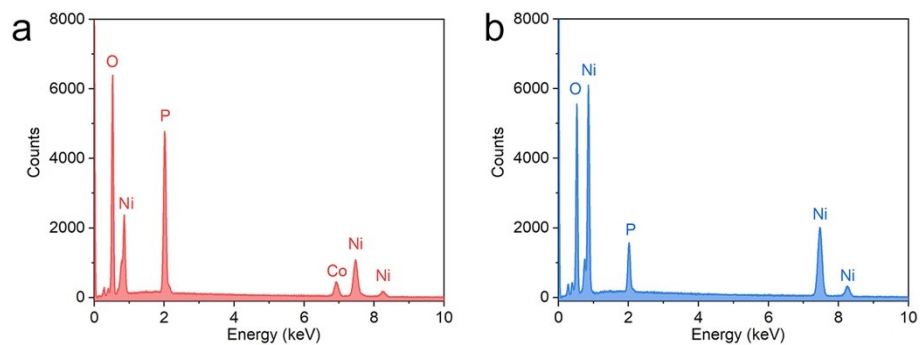 a
8000
6000
4000
2000
0
Counts
O
Ni
P
Co
Ni
Ni
0 2 4 6 8 10
Energy (keV)
b
8000
6000
4000
2000
0
Counts
Ni
O
P
Ni
Ni
0 2 4 6 8 10
Energy (keV)